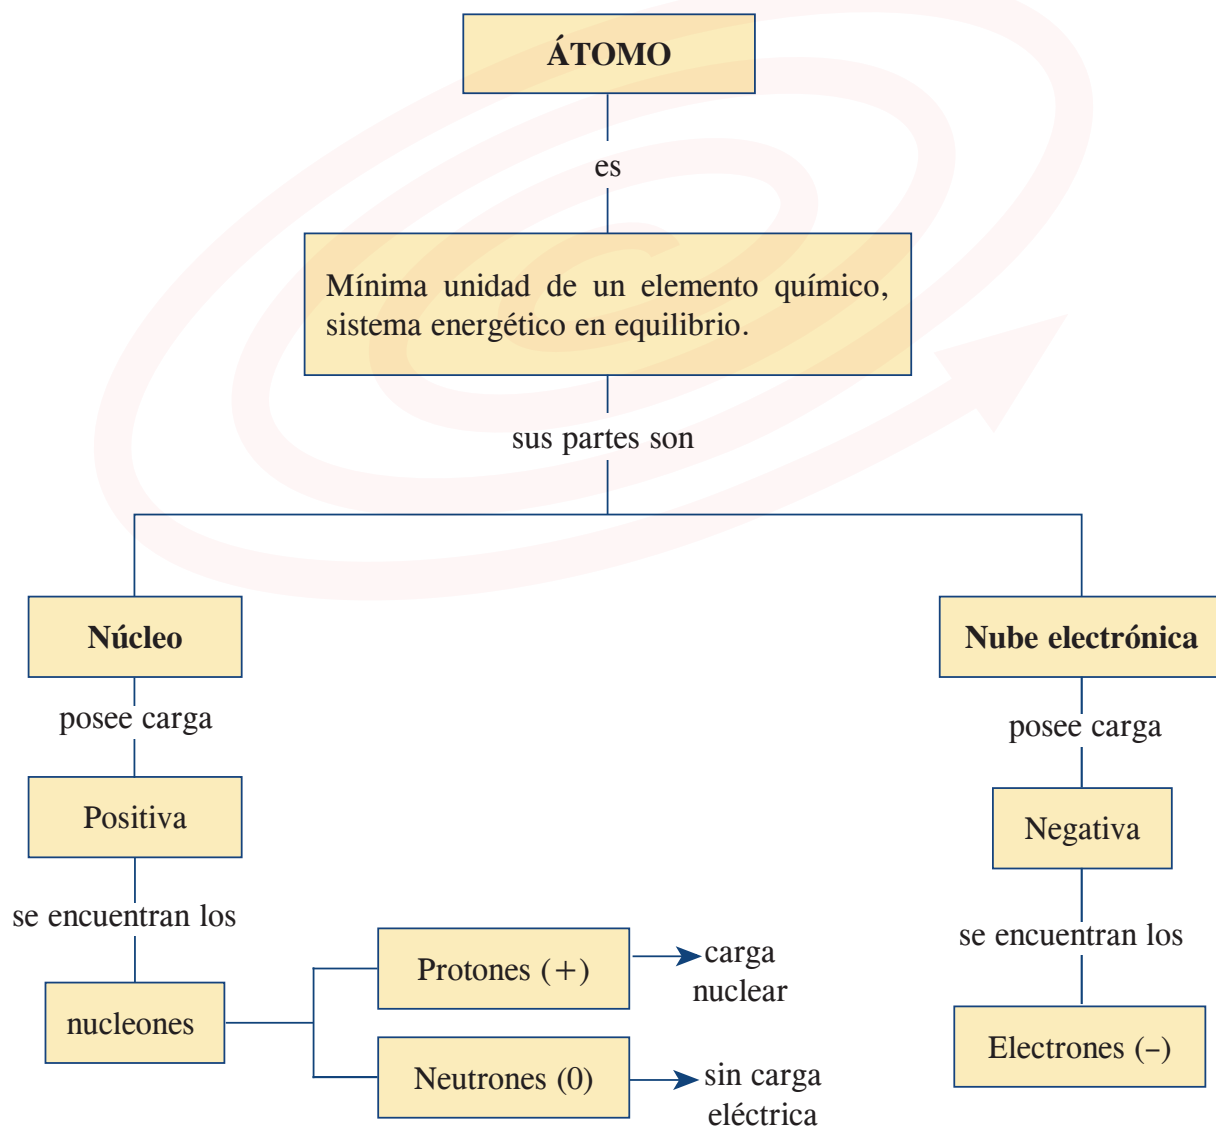 ÁTOMO
es
Mínima unidad de un elemento químico,
sistema energético en equilibrio.
sus partes son
Núcleo
posee carga
Positiva
se encuentran los
nucleones
Protones (+)
carga
nuclear
Neutrones (0)
sin carga
eléctrica
Nube electrónica
posee carga
Negativa
se encuentran los
Electrones (–)